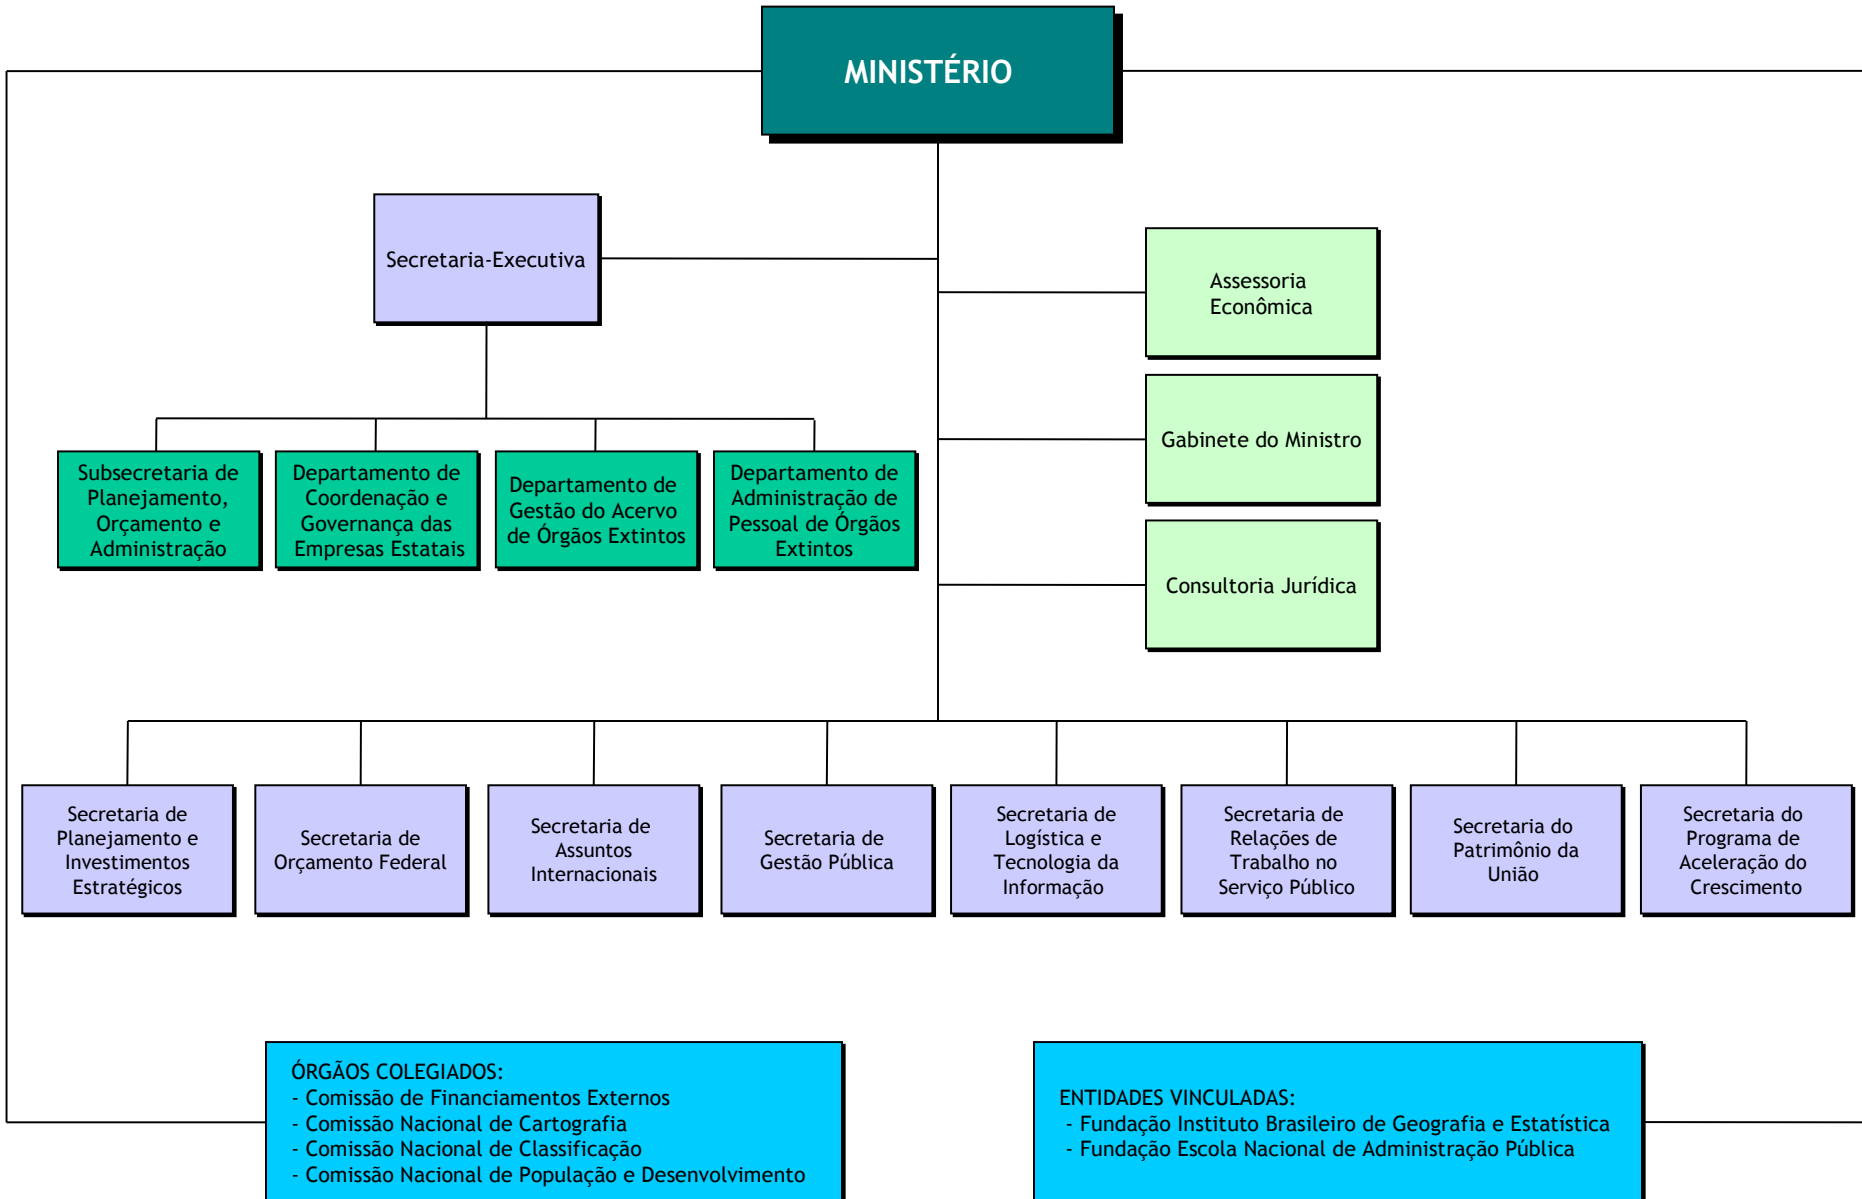 MINISTÉRIO
Secretaria-Executiva
Assessoria
Econômica
Gabinete do Ministro
Consultoria Jurídica
Subsecretaria de
Planejamento,
Orçamento e
Administração
Departamento de
Coordenação e
Governança das
Empresas Estatais
Departamento de
Gestão do Acervo
de Órgãos Extintos
Departamento de
Administração de
Pessoal de Órgãos
Extintos
Secretaria de
Planejamento e
Investimentos
Estratégicos
Secretaria de
Orçamento Federal
Secretaria de
Assuntos
Internacionais
Secretaria de
Gestão Pública
Secretaria de
Logística e
Tecnologia da
Informação
Secretaria de
Relações de
Trabalho no
Serviço Público
Secretaria do
Patrimônio da
União
Secretaria do
Programa de
Aceleração do
Crescimento
ÓRGÃOS COLEGIADOS:
- Comissão de Financiamentos Externos
- Comissão Nacional de Cartografia
- Comissão Nacional de Classificação
- Comissão Nacional de População e Desenvolvimento
ENTIDADES VINCULADAS:
- Fundação Instituto Brasileiro de Geografia e Estatística
- Fundação Escola Nacional de Administração Pública